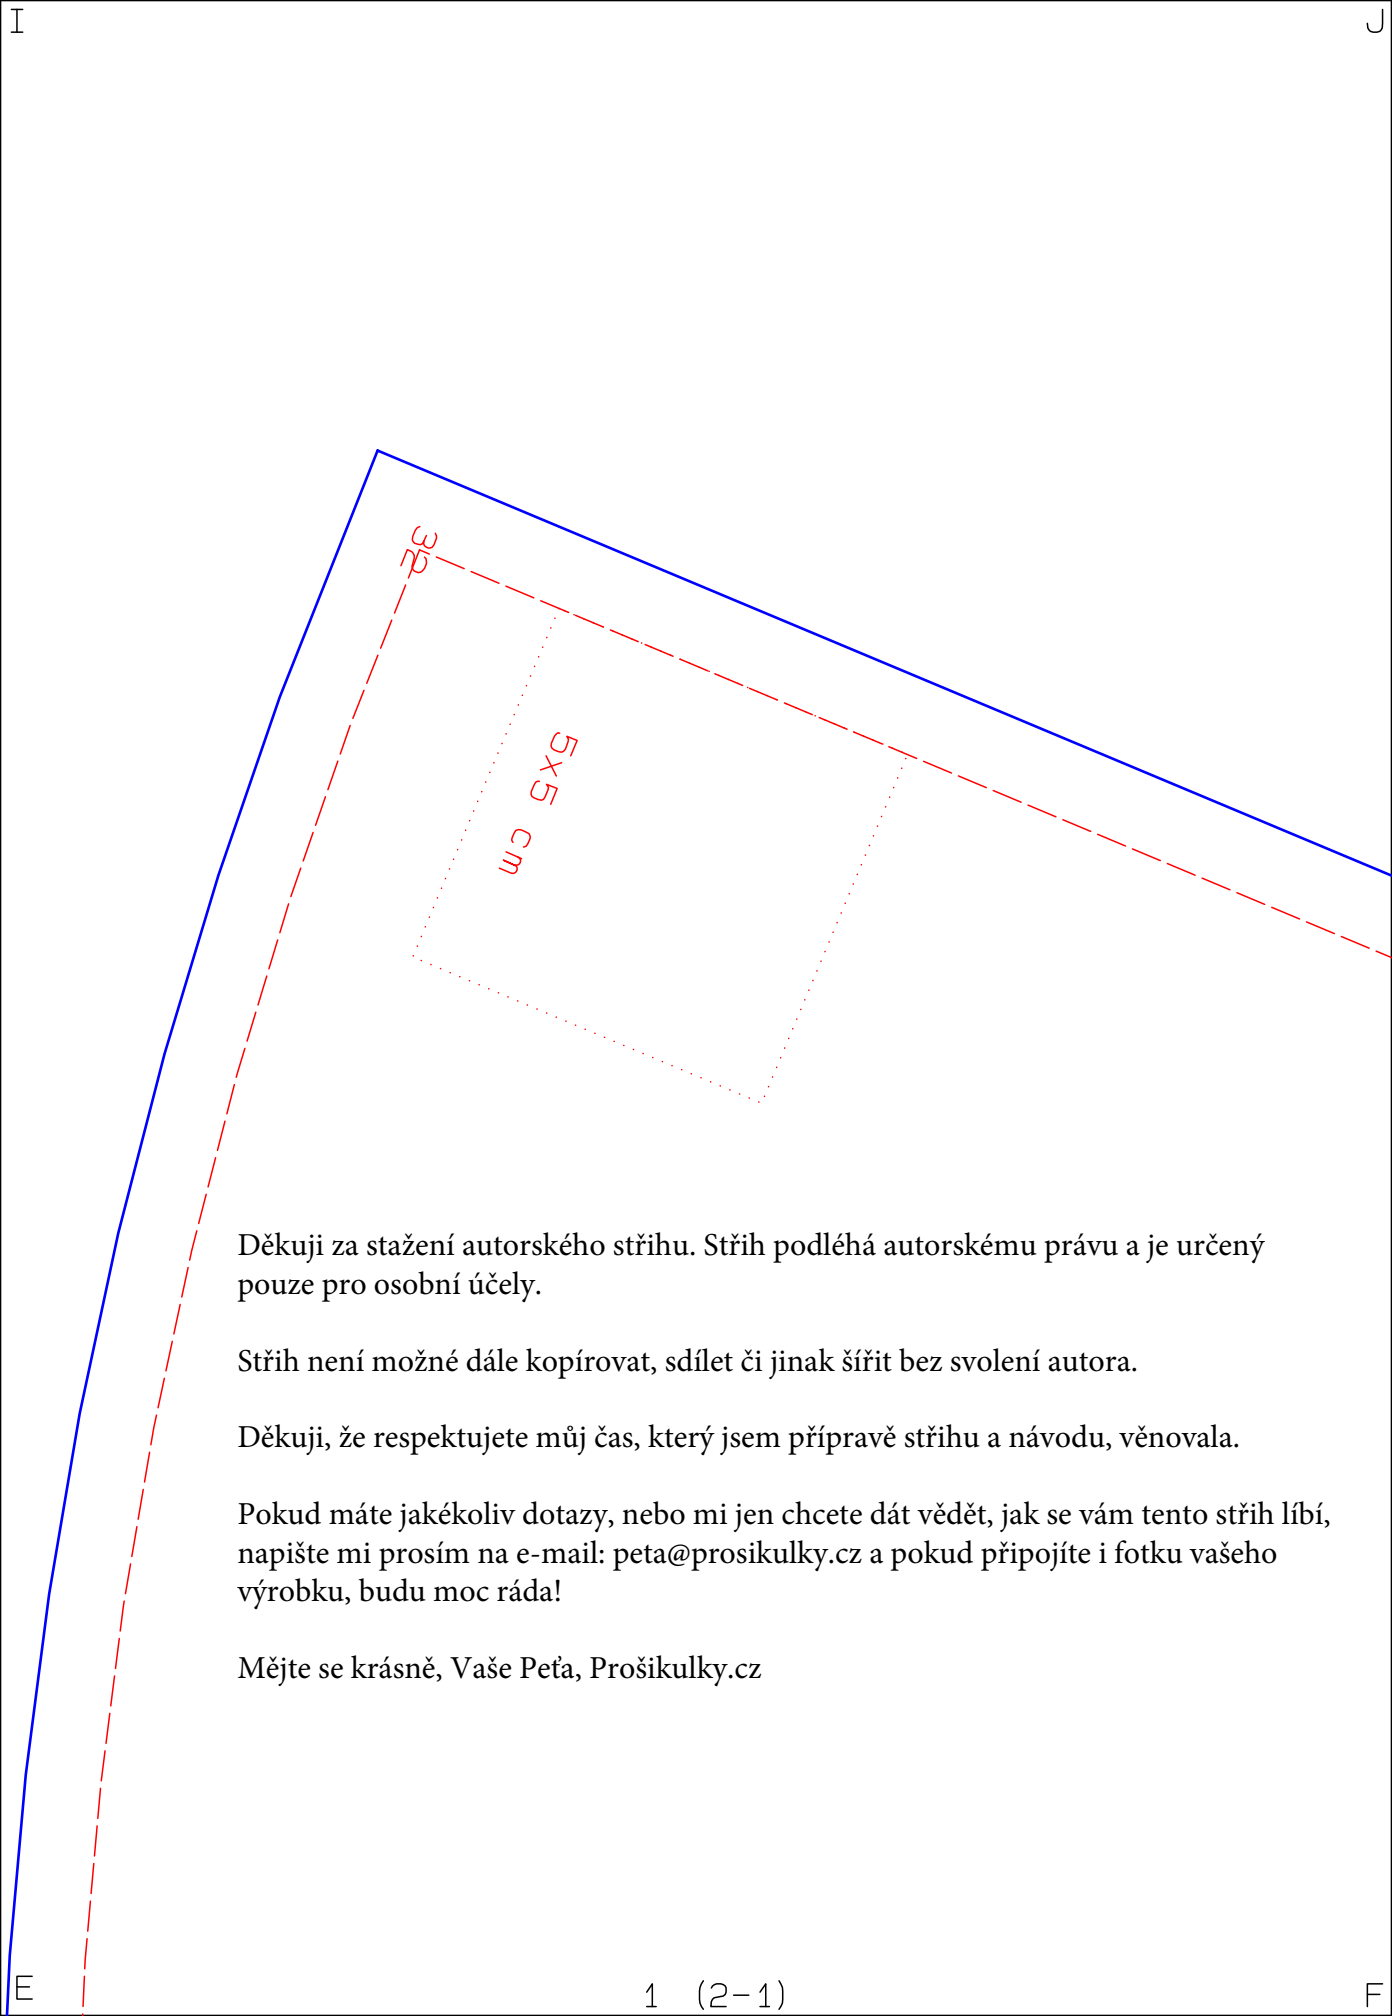 I
J
32
5x5 cm
Děkuji za stažení autorského střihu. Střih podléhá autorskému právu a je určený
pouze pro osobní účely.
Střih není možné dále kopírovat, sdílet či jinak šířit bez svolení autora.
Děkuji, že respektujete můj čas, který jsem přípravě střihu a návodu, věnovala.
Pokud máte jakékoliv dotazy, nebo mi jen chcete dát vědět, jak se vám tento střih líbí,
napište mi prosím na e-mail: peta@prosikulky.cz a pokud připojíte i fotku vašeho
výrobku, budu moc ráda!
Mějte se krásně, Vaše Peťa, Prošikulky.cz
E
1 (2-1)
F